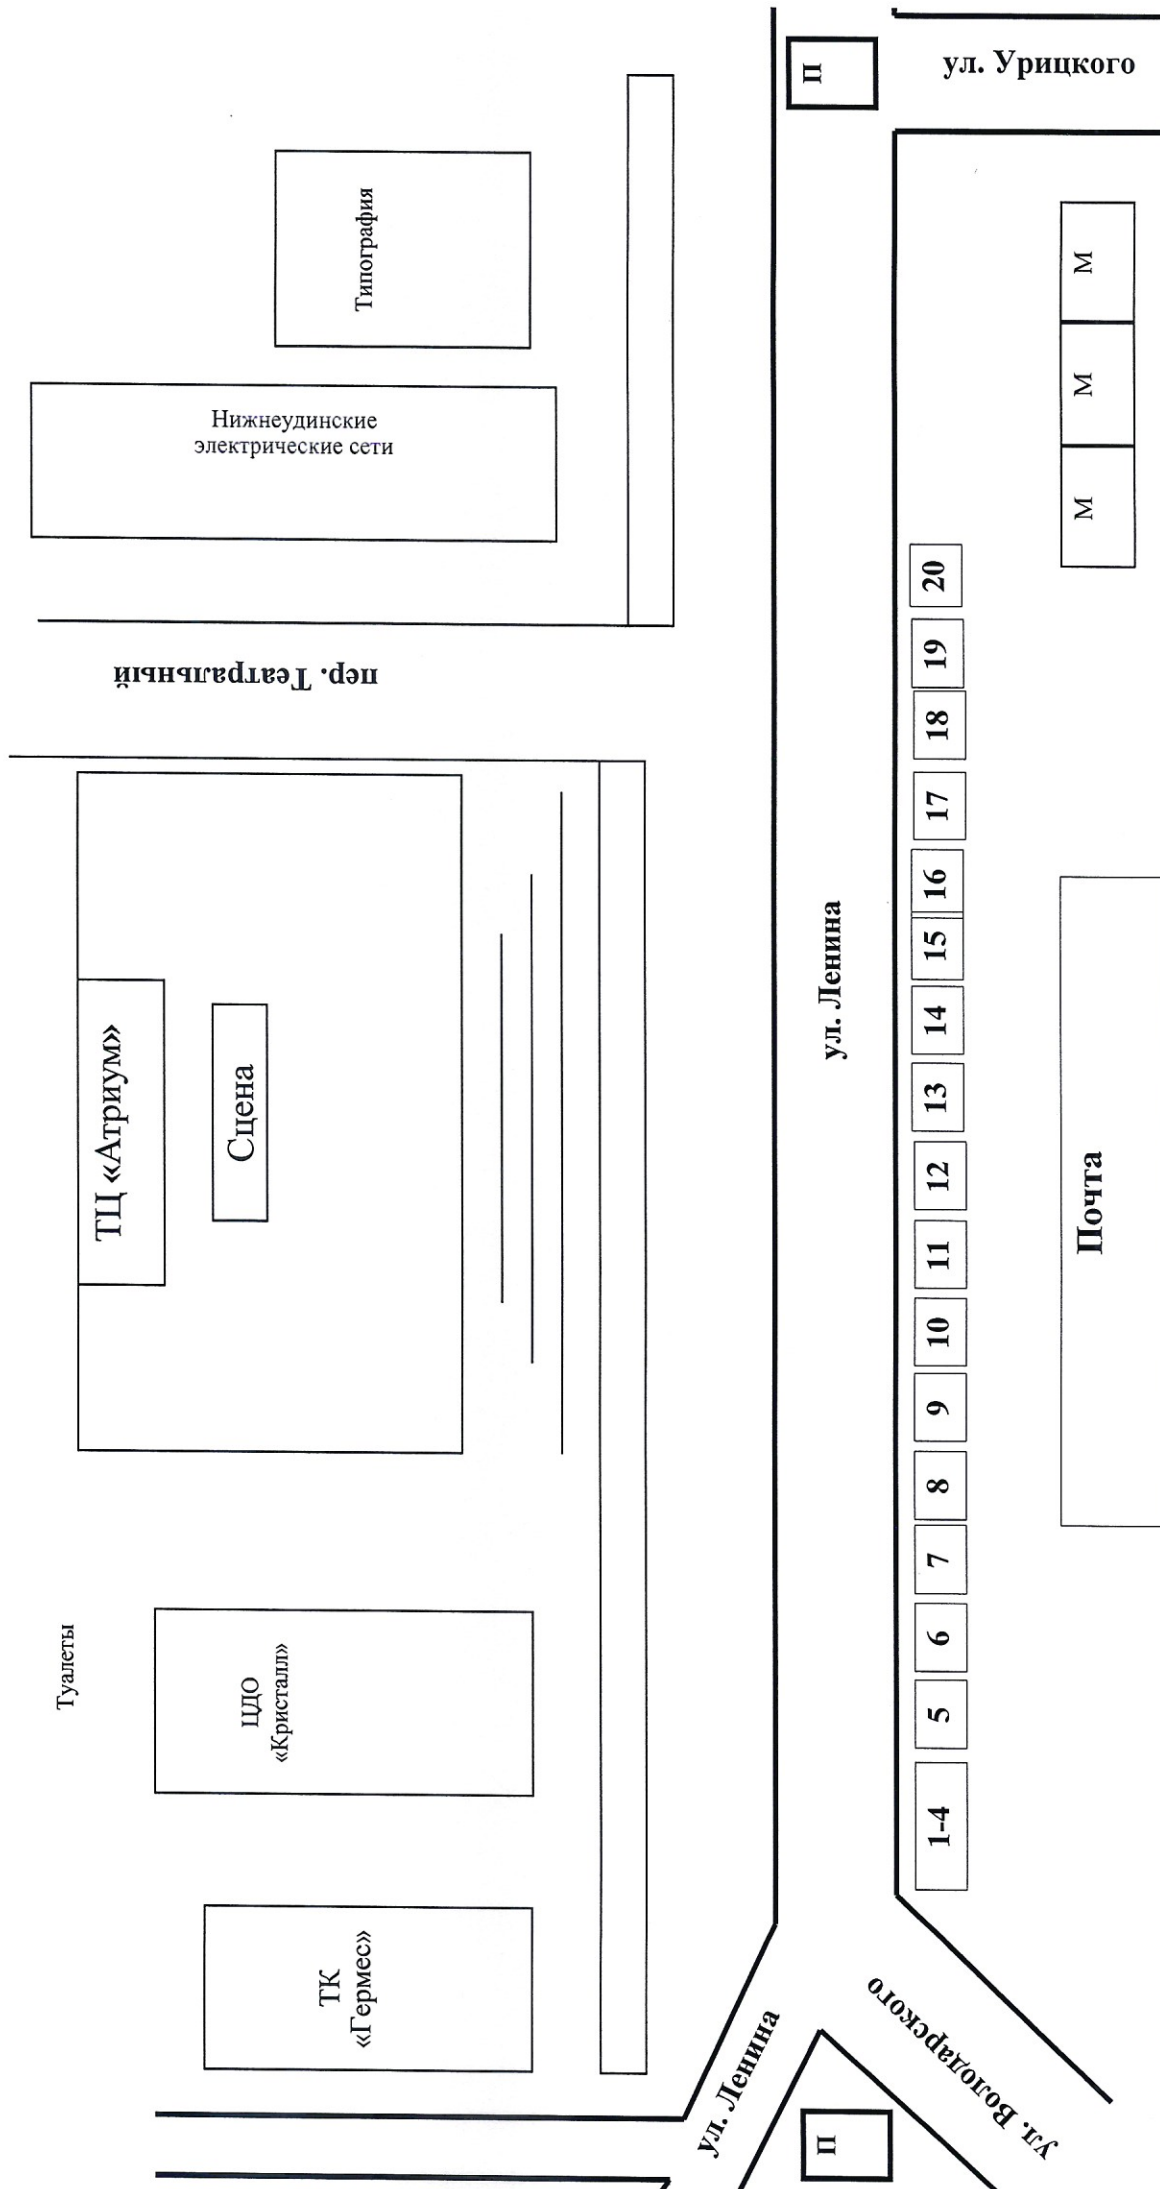 П
ул. Урицкого
Типография
М
М
М
Нижнеудинские
электрические сети
20
19
18
17
16
15
14
13
12
11
10
9
8
7
6
5
1-4
пер. Театральный
ТЦ «Атриум»
Сцена
ул. Ленина
Почта
Туалеты
ЦДО
«Кристалл»
ТК
«Гермес»
ул. Ленина
ул. Володарского
П